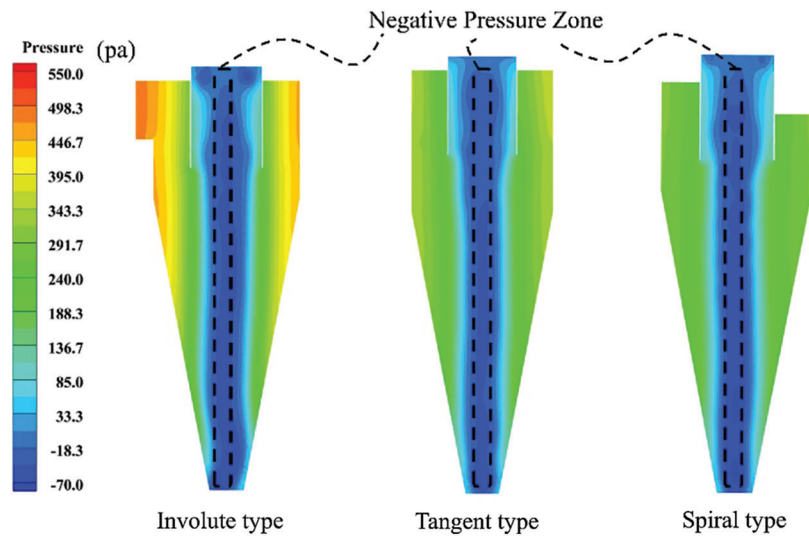 Negative Pressure Zone
Pressure (pa)
550.0
498.3
446.7
395.0
343.3
291.7
240.0
188.3
136.7
85.0
33.3
-18.3
-70.0
Involute type
Tangent type
Spiral type